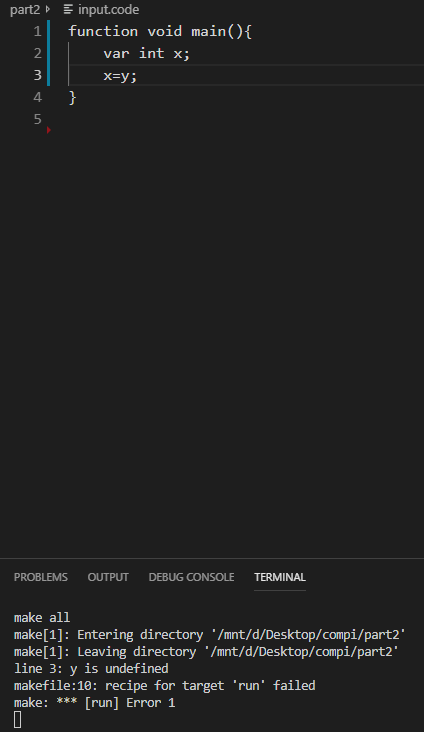 part2 input.code
1 function void main(){
2 var int x;
3 x=y;
4 }
5
PROBLEMS OUTPUT DEBUG CONSOLE TERMINAL
make all
make[1]: Entering directory '/mnt/d/Desktop/compi/part2'
make[1]: Leaving directory '/mnt/d/Desktop/compi/part2'
line 3: y is undefined
makefile:10: recipe for target 'run' failed
make: *** [run] Error 1